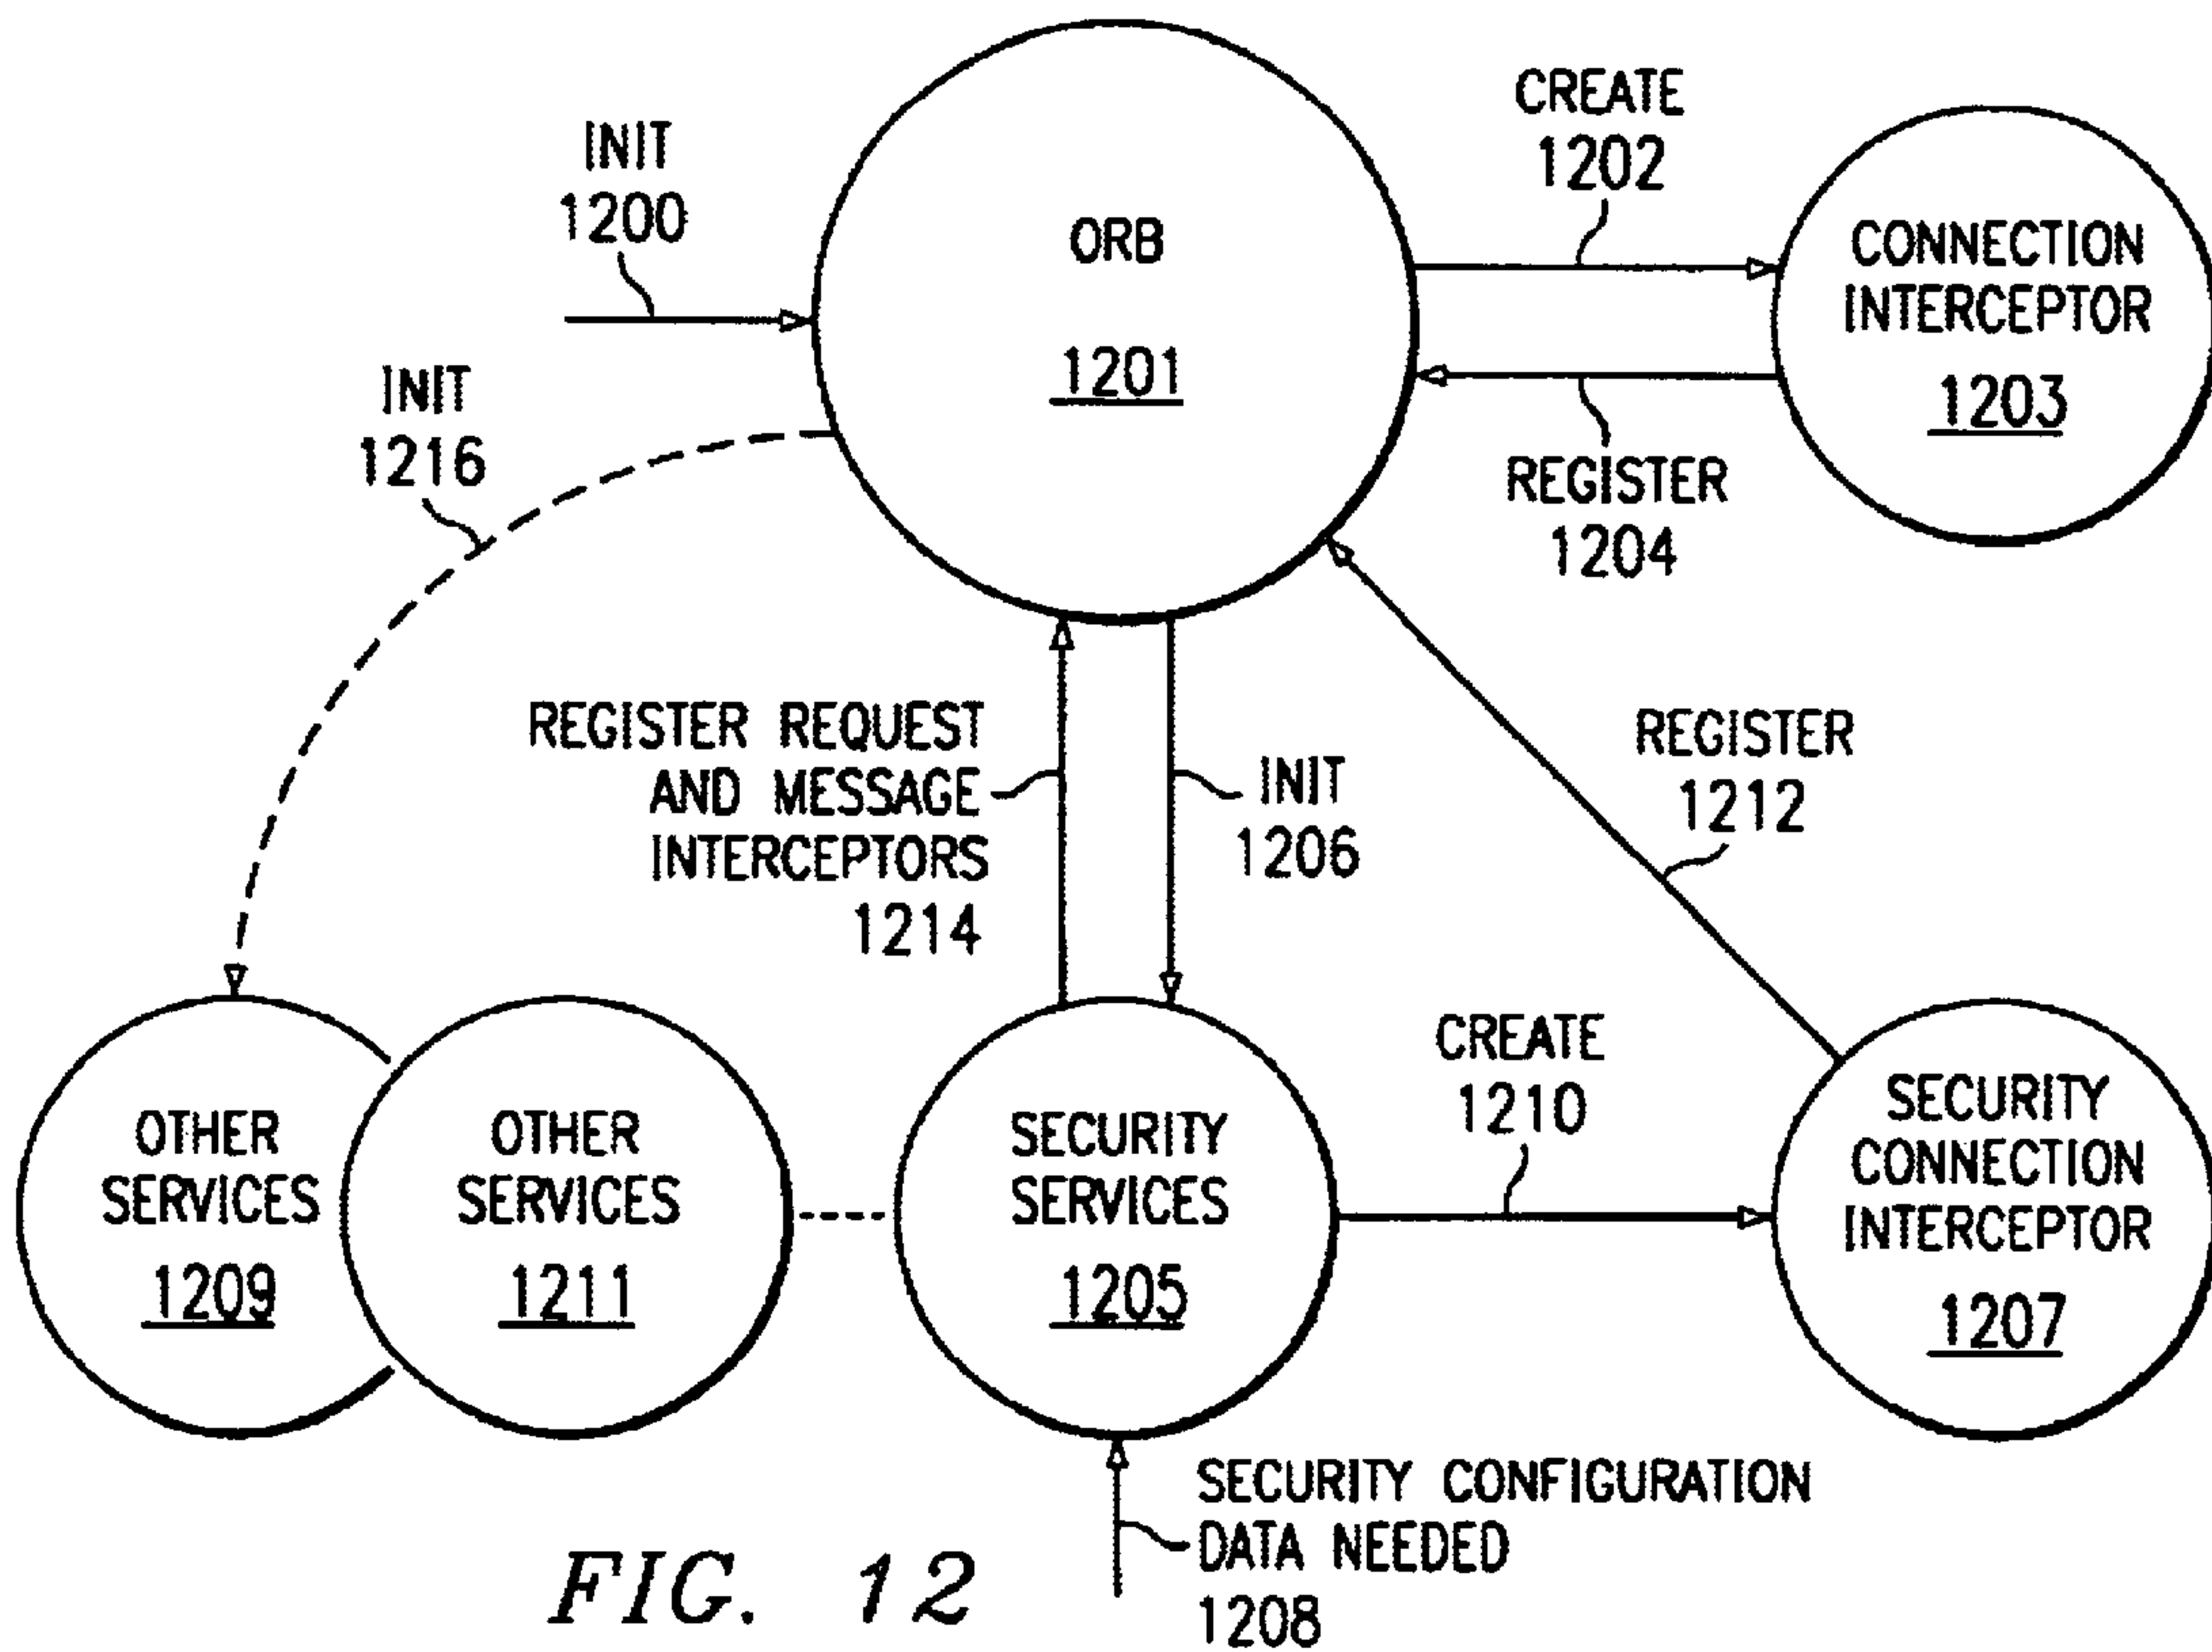 INIT
1200
ORB
1201
CREATE
1202
CONNECTION
INTERCEPTOR
1203
REGISTER
1204
INIT
1216
REGISTER REQUEST
AND MESSAGE
INTERCEPTORS
1214
INIT
1206
REGISTER
1212
OTHER
SERVICES
1209
OTHER
SERVICES
1211
SECURITY
SERVICES
1205
CREATE
1210
SECURITY
CONNECTION
INTERCEPTOR
1207
SECURITY CONFIGURATION
DATA NEEDED
1208
FIG. 12